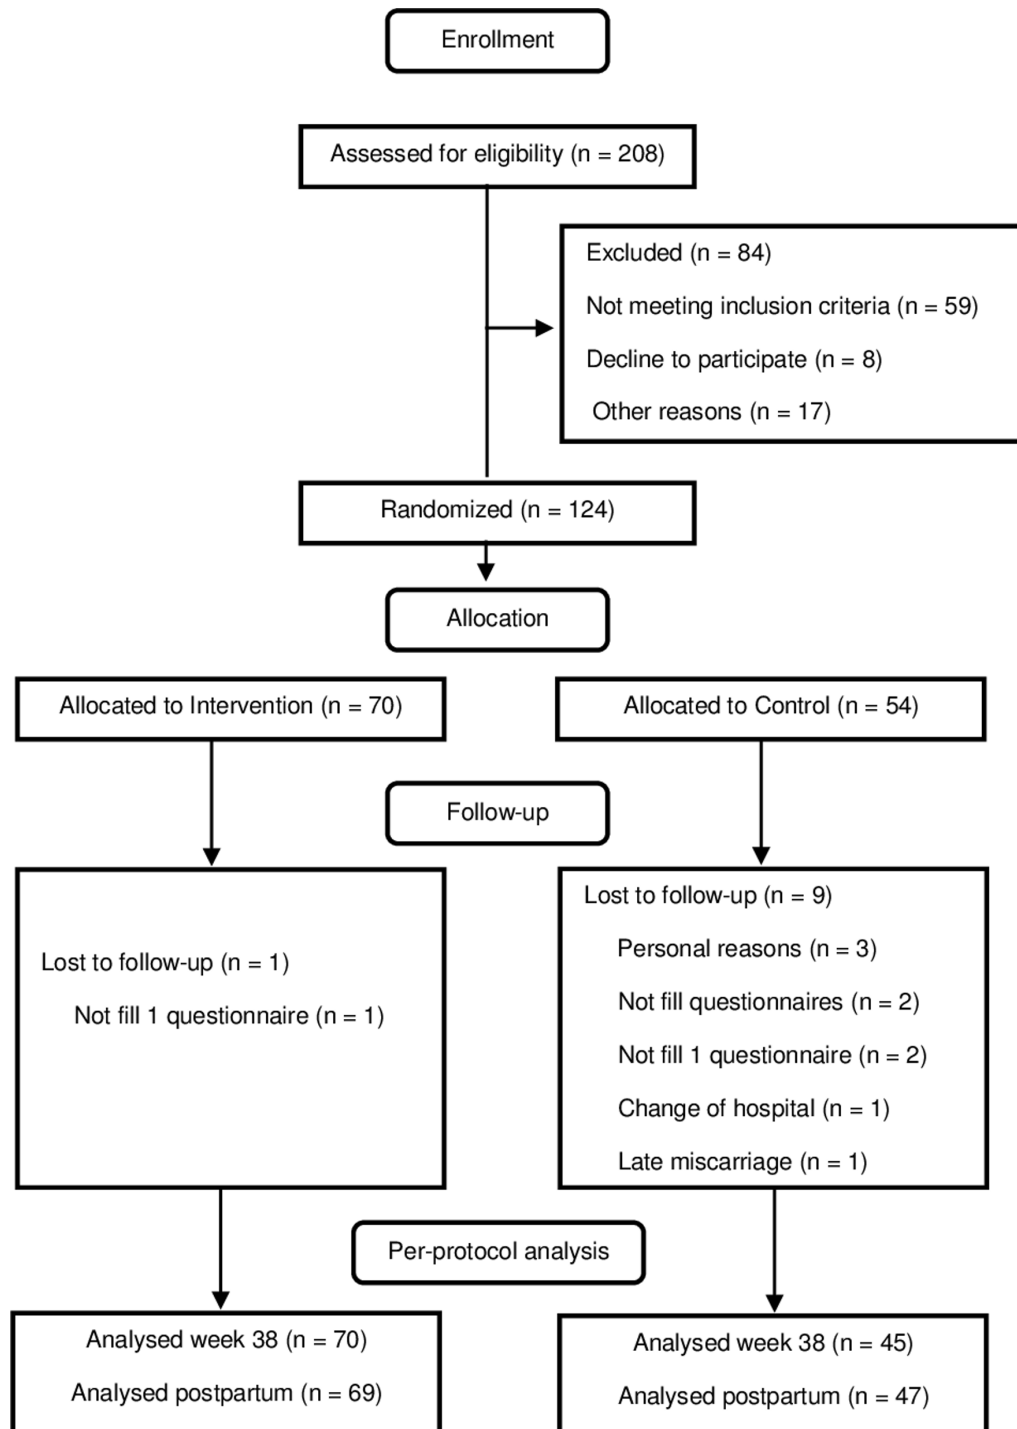 Enrollment
Assessed for eligibility (n = 208)
Excluded (n = 84)
Not meeting inclusion criteria (n = 59)
Decline to participate (n = 8)
Other reasons (n = 17)
Randomized (n = 124)
Allocation
Allocated to Intervention (n = 70)
Allocated to Control (n = 54)
Follow-up
Lost to follow-up (n = 1)
Not fill 1 questionnaire (n = 1)
Lost to follow-up (n = 9)
Personal reasons (n = 3)
Not fill questionnaires (n = 2)
Not fill 1 questionnaire (n = 2)
Change of hospital (n = 1)
Late miscarriage (n = 1)
Per-protocol analysis
Analysed week 38 (n = 70)
Analysed postpartum (n = 69)
Analysed week 38 (n = 45)
Analysed postpartum (n = 47)